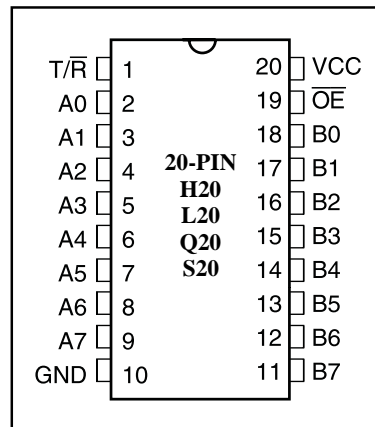 T/R̅ 1 20 VCC
A0 2 19 O̅E̅
A1 3 18 B0
A2 4 17 B1
A3 5 16 B2
A4 6 15 B3
A5 7 14 B4
A6 8 13 B5
A7 9 12 B6
GND 10 11 B7
20-PIN
H20
L20
Q20
S20